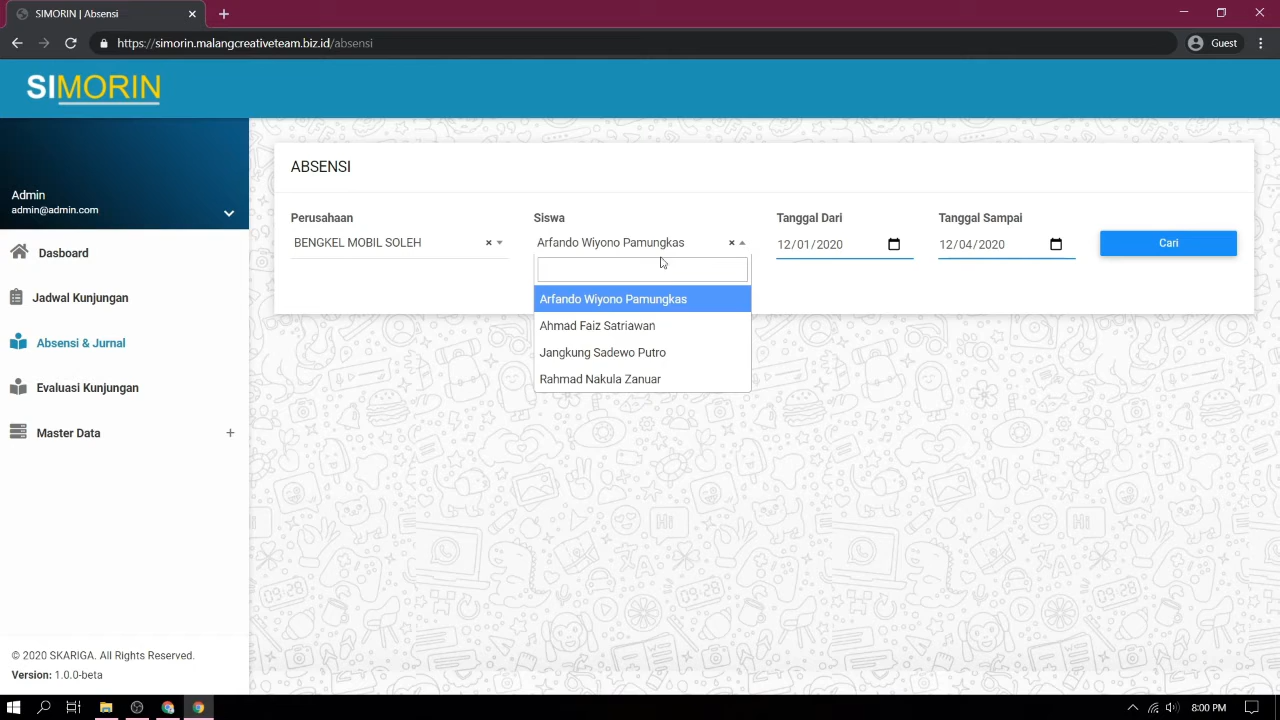 SIMORIN | Absensi
https://simorin.malangcreativeteam.biz.id/absensi
Guest
SIMORIN
Admin
admin@admin.com
Dasboard
Jadwal Kunjungan
Absensi & Jurnal
Evaluasi Kunjungan
Master Data
© 2020 SKARIGA. All Rights Reserved.
Version: 1.0.0-beta
ABSENSI
Perusahaan
Siswa
Tanggal Dari
Tanggal Sampai
BENGKEL MOBIL SOLEH
Arfando Wiyono Pamungkas
12/01/2020
12/04/2020
Cari
Arfando Wiyono Pamungkas
Ahmad Faiz Satriawan
Jangkung Sadewo Putro
Rahmad Nakula Zanuar
8:00 PM